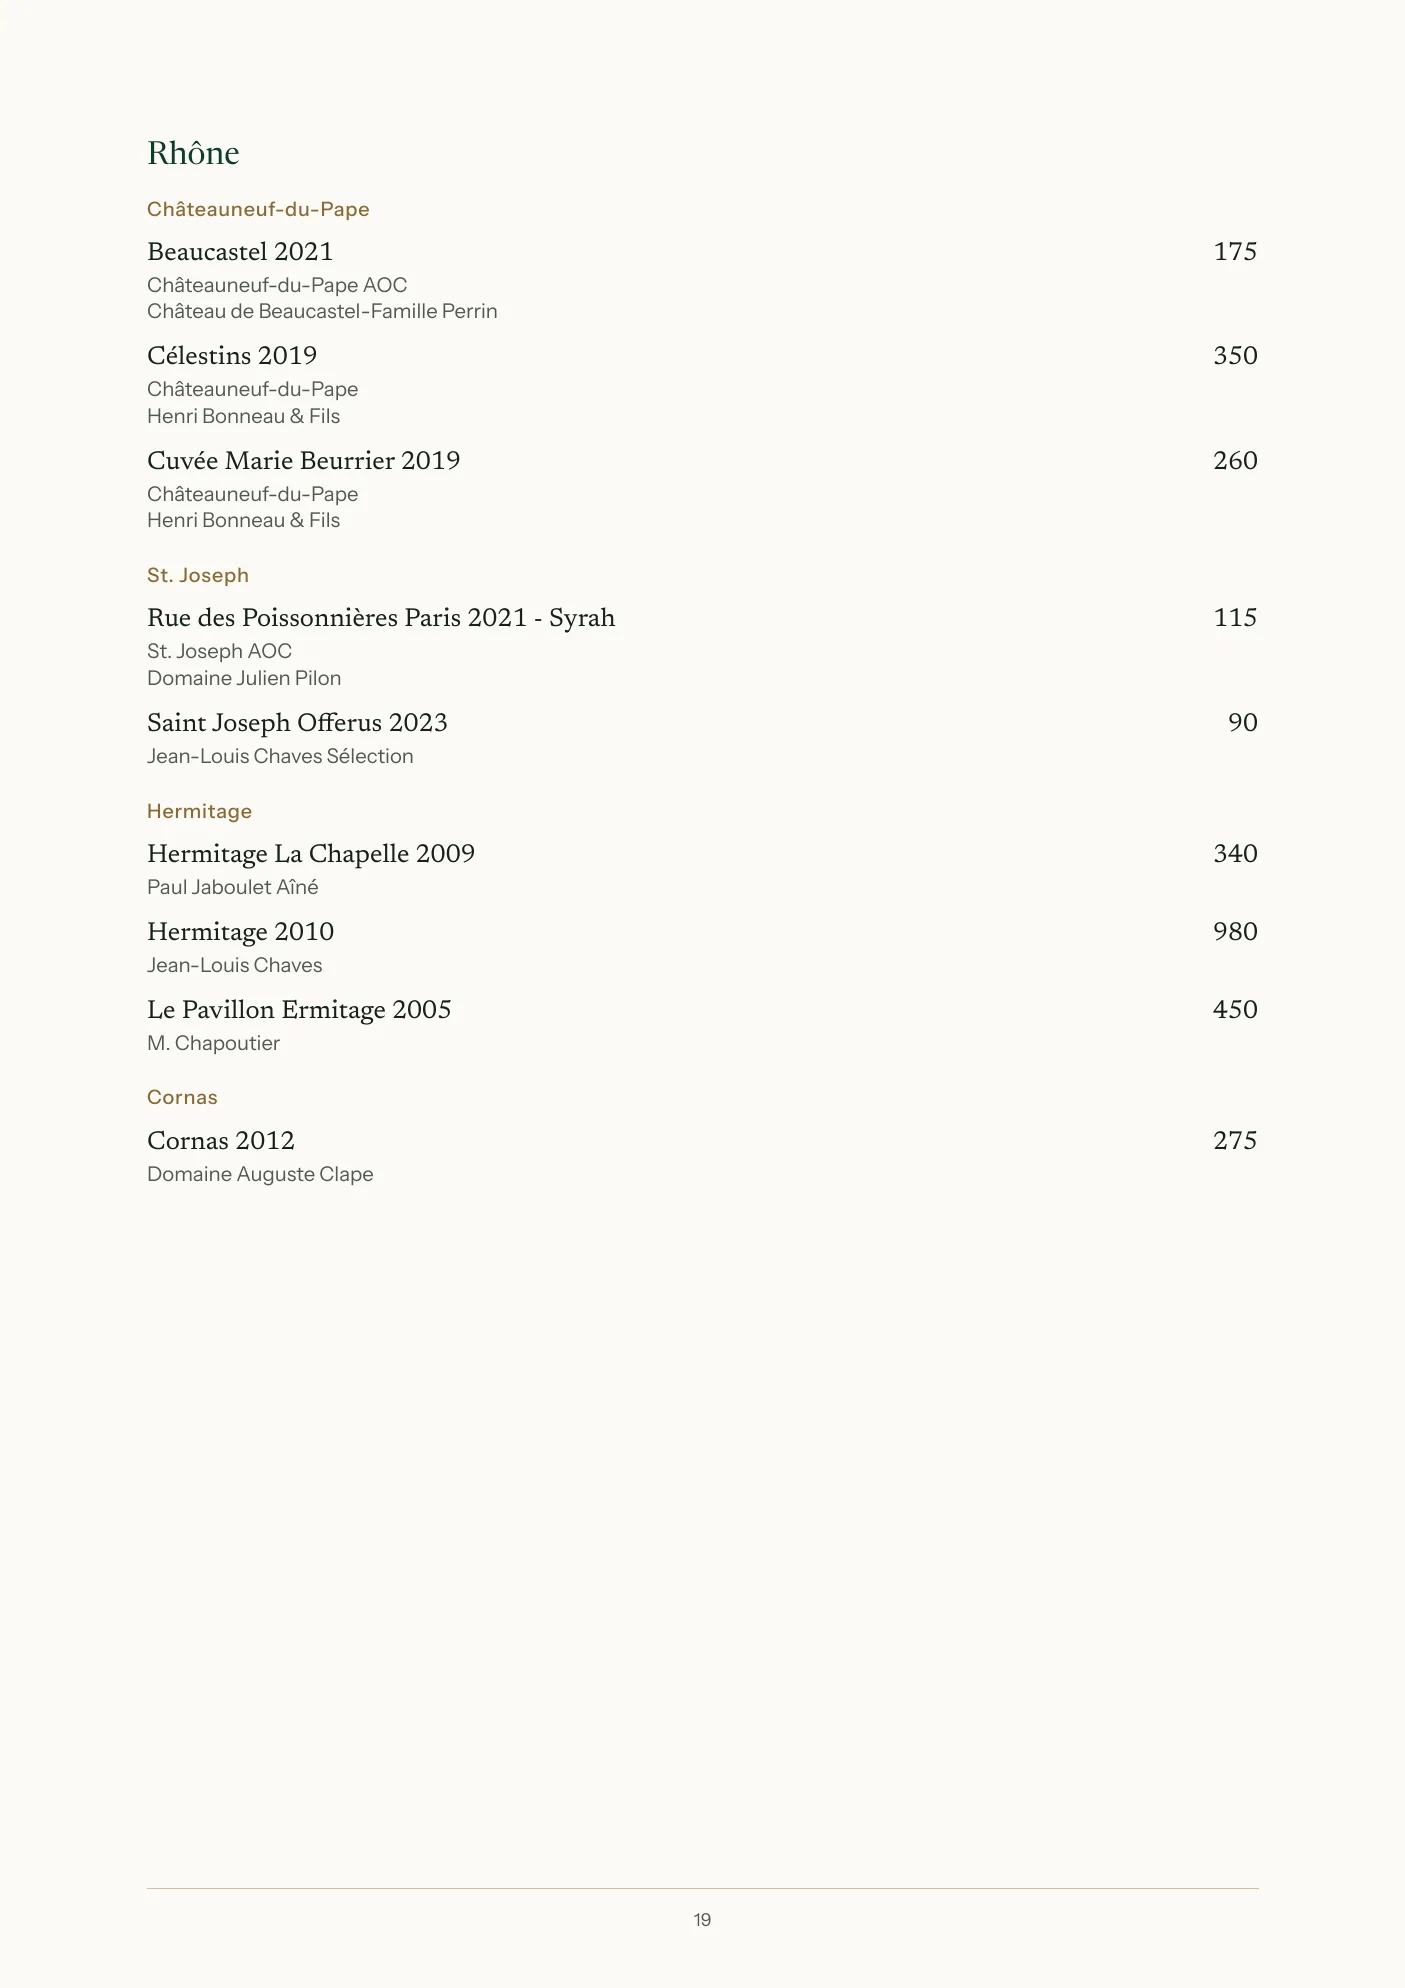 Rhône
Châteauneuf-du-Pape
Beaucastel 2021 175
Châteauneuf-du-Pape AOC
Château de Beaucastel-Famille Perrin
Célestins 2019 350
Châteauneuf-du-Pape
Henri Bonneau & Fils
Cuvée Marie Beurrier 2019 260
Châteauneuf-du-Pape
Henri Bonneau & Fils
St. Joseph
Rue des Poissonnières Paris 2021 - Syrah 115
St. Joseph AOC
Domaine Julien Pilon
Saint Joseph Offerus 2023 90
Jean-Louis Chaves Sélection
Hermitage
Hermitage La Chapelle 2009 340
Paul Jaboulet Aîné
Hermitage 2010 980
Jean-Louis Chaves
Le Pavillon Ermitage 2005 450
M. Chapoutier
Cornas
Cornas 2012 275
Domaine Auguste Clape
19